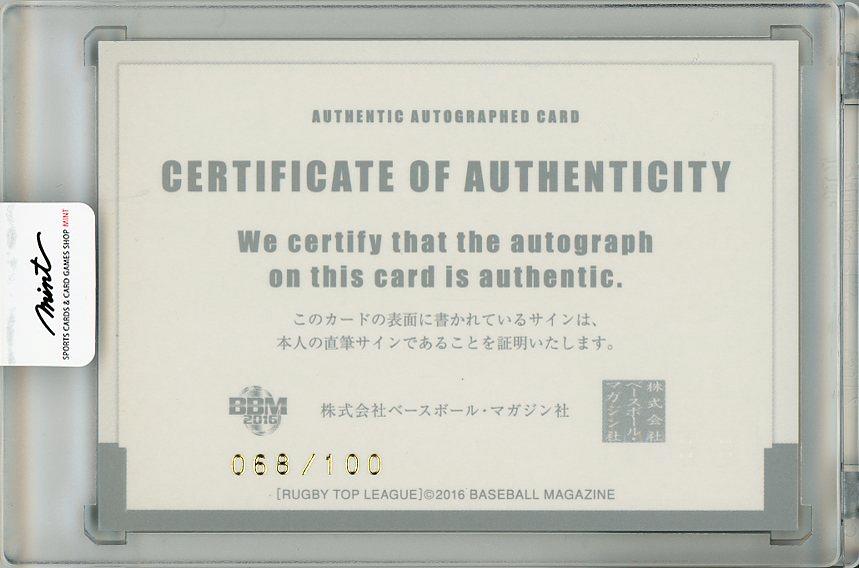 AUTHENTIC AUTOGRAPHED CARD
CERTIFICATE OF AUTHENTICITY
We certify that the autograph
on this card is authentic.
このカードの表面に書かれているサインは、
本人の直筆サインであることを証明いたします。
mint
SPORTS CARDS & CARD GAMES SHOP MINT
BBM
2016
株式会社ベースボール・マガジン社
株式会社
ベースボール・
マガジン社
068/100
[RUGBY TOP LEAGUE]©2016 BASEBALL MAGAZINE